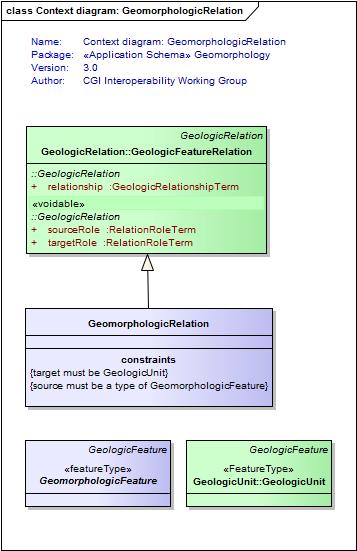 class Context diagram: GeomorphologicRelation
Name: Context diagram: GeomorphologicRelation
Package: «Application Schema» Geomorphology
Version: 3.0
Author: CGI Interoperability Working Group
GeologicRelation
GeologicRelation::GeologicFeatureRelation
::GeologicRelation
+ relationship :GeologicRelationshipTerm
«voidable»
::GeologicRelation
+ sourceRole :RelationRoleTerm
+ targetRole :RelationRoleTerm
GeomorphologicRelation
constraints
{target must be GeologicUnit}
{source must be a type of GeomorphologicFeature}
GeologicFeature
«featureType»
GeomorphologicFeature
GeologicFeature
«FeatureType»
GeologicUnit::GeologicUnit